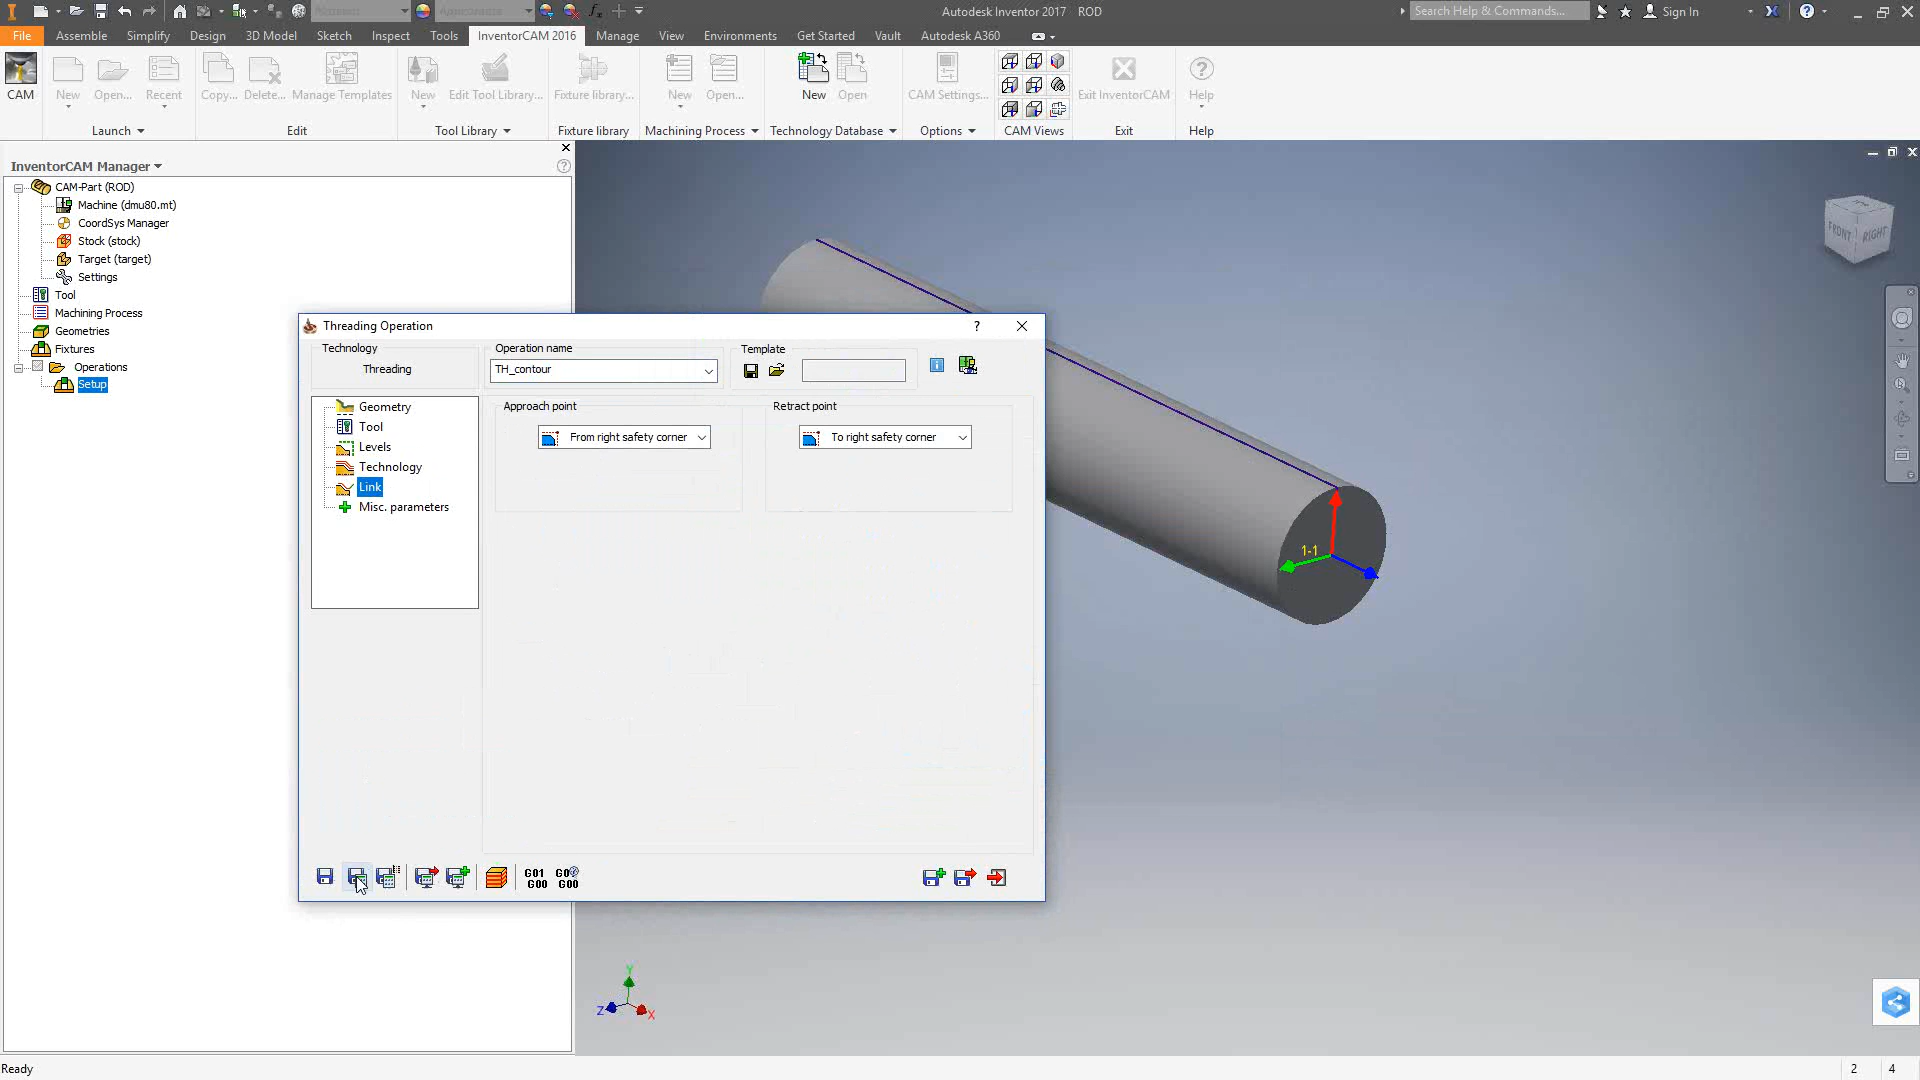 Autodesk Inventor 2017 ROD
Search Help & Commands...
Sign In
File Assemble Simplify Design 3D Model Sketch Inspect Tools InventorCAM 2016 Manage View Environments Get Started Vault Autodesk A360
CAM New Open... Recent Copy... Delete... Manage Templates New Edit Tool Library... Fixture library... New Open... New Open CAM Settings... Exit InventorCAM Help
Launch Edit Tool Library Fixture library Machining Process Technology Database Options CAM Views Exit Help
InventorCAM Manager
CAM-Part (ROD)
Machine (dmu80.mt)
CoordSys Manager
Stock (stock)
Target (target)
Settings
Tool
Machining Process
Geometries
Fixtures
Operations
Setup
Threading Operation
Technology
Threading
Operation name
TH_contour
Template
Geometry
Tool
Levels
Technology
Link
Misc. parameters
Approach point
From right safety corner
Retract point
To right safety corner
G01
G00
G00
1-1
FRONT RIGHT
Y
Z
X
Ready
2 4